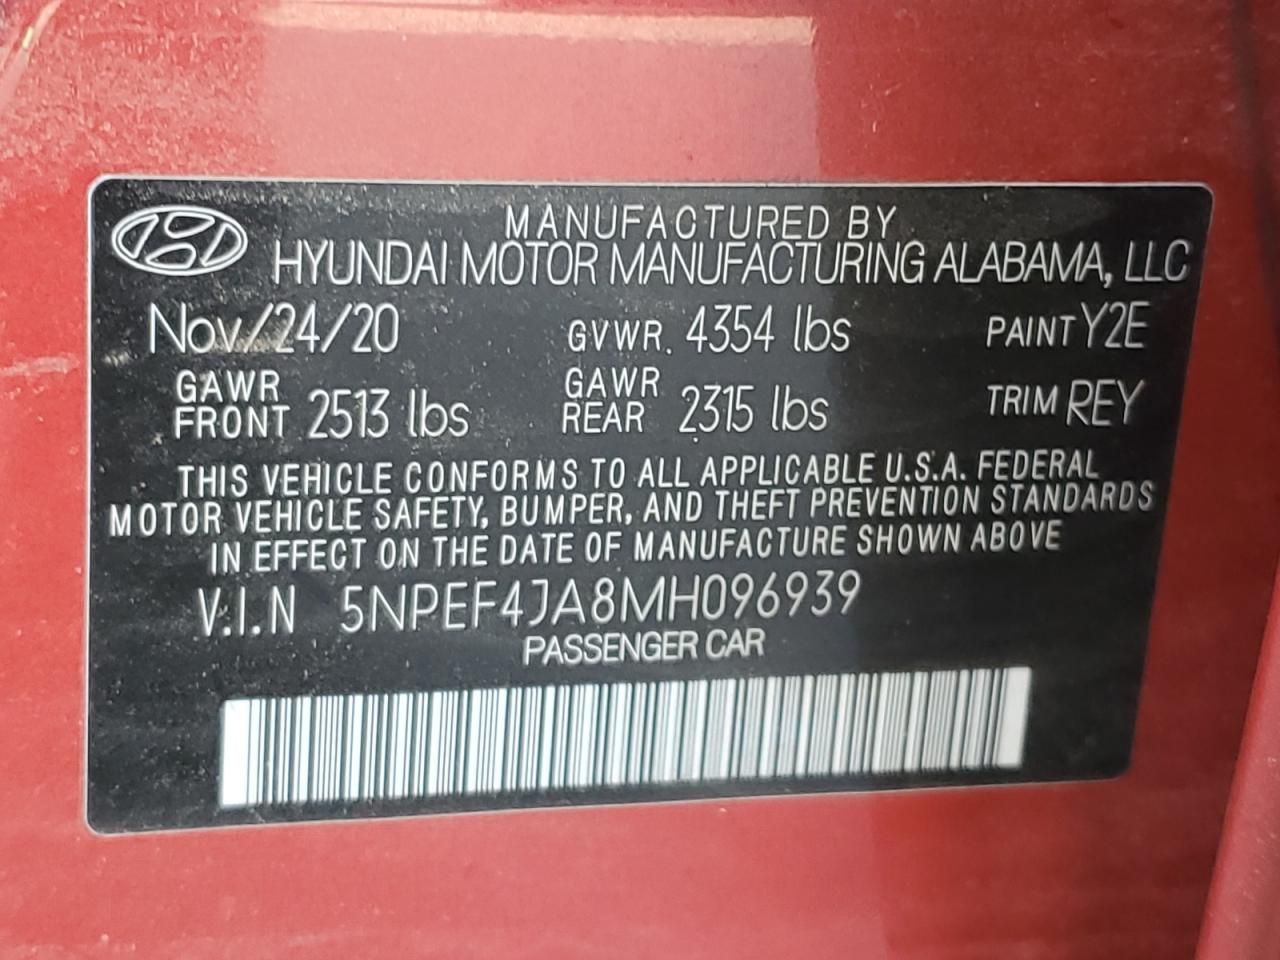 MANUFACTURED BY
HYUNDAI MOTOR MANUFACTURING ALABAMA, LLC
Nov/24/20 GVWR. 4354 lbs PAINT Y2E
GAWR FRONT 2513 lbs GAWR REAR 2315 lbs TRIM REY
THIS VEHICLE CONFORMS TO ALL APPLICABLE U.S.A. FEDERAL
MOTOR VEHICLE SAFETY, BUMPER, AND THEFT PREVENTION STANDARDS
IN EFFECT ON THE DATE OF MANUFACTURE SHOWN ABOVE
V.I.N 5NPEF4JA8MH096939
PASSENGER CAR